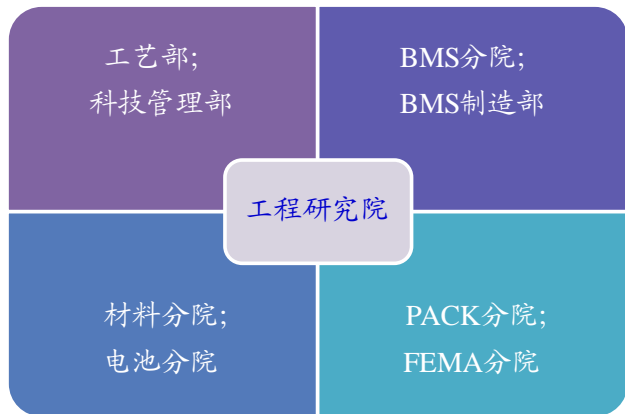 工艺部;
科技管理部
BMS分院;
BMS制造部
工程研究院
材料分院;
电池分院
PACK分院;
FEMA分院